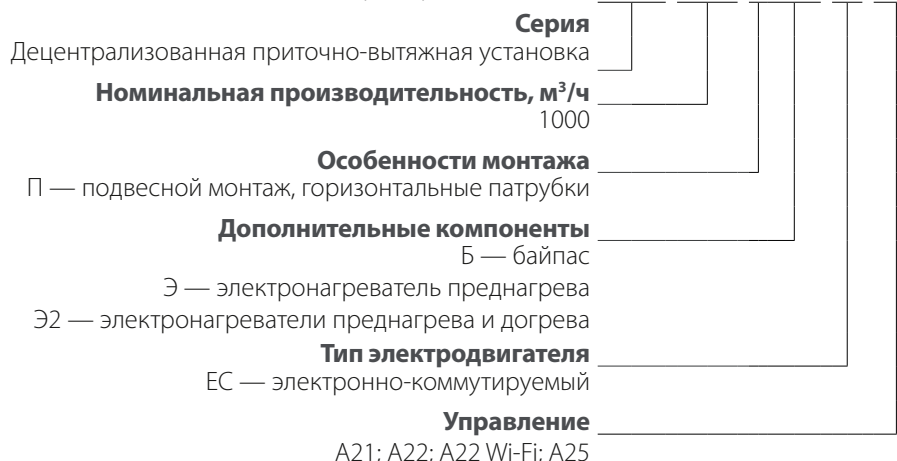 Серия
Децентрализованная приточно-вытяжная установка
Номинальная производительность, м³/ч
1000
Особенности монтажа
П — подвесной монтаж, горизонтальные патрубки
Дополнительные компоненты
Б — байпас
Э — электронагреватель преднагрева
Э2 — электронагреватели преднагрева и догрева
Тип электродвигателя
ЕС — электронно-коммутируемый
Управление
А21; А22; А22 Wi-Fi; А25